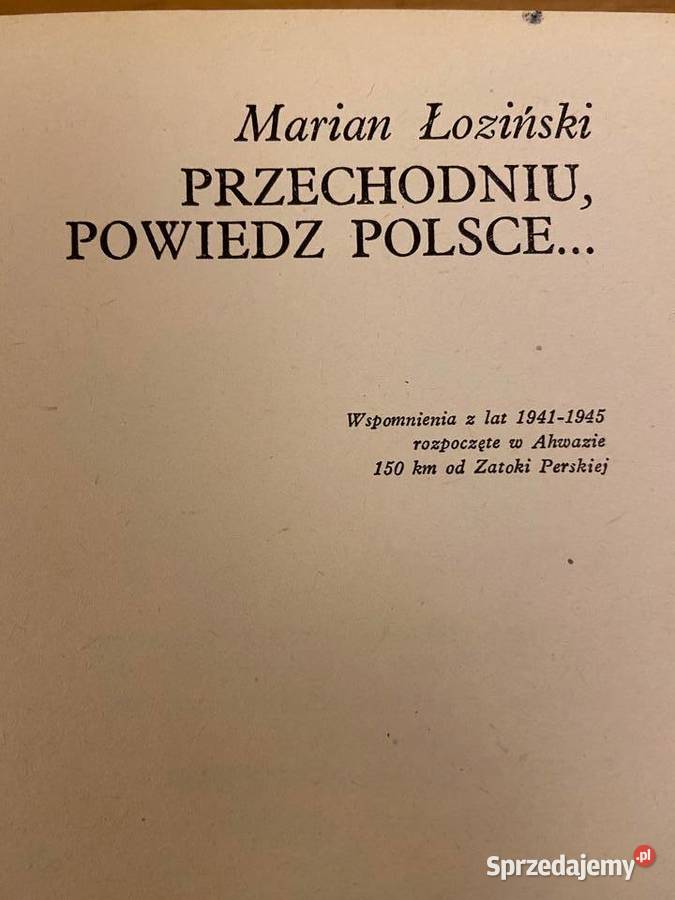 Marian Łoziński
PRZECHODNIU,
POWIEDZ POLSCE...
Wspomnienia z lat 1941-1945
rozpoczęte w Ahwazie
150 km od Zatoki Perskiej
Sprzedajemy.pl